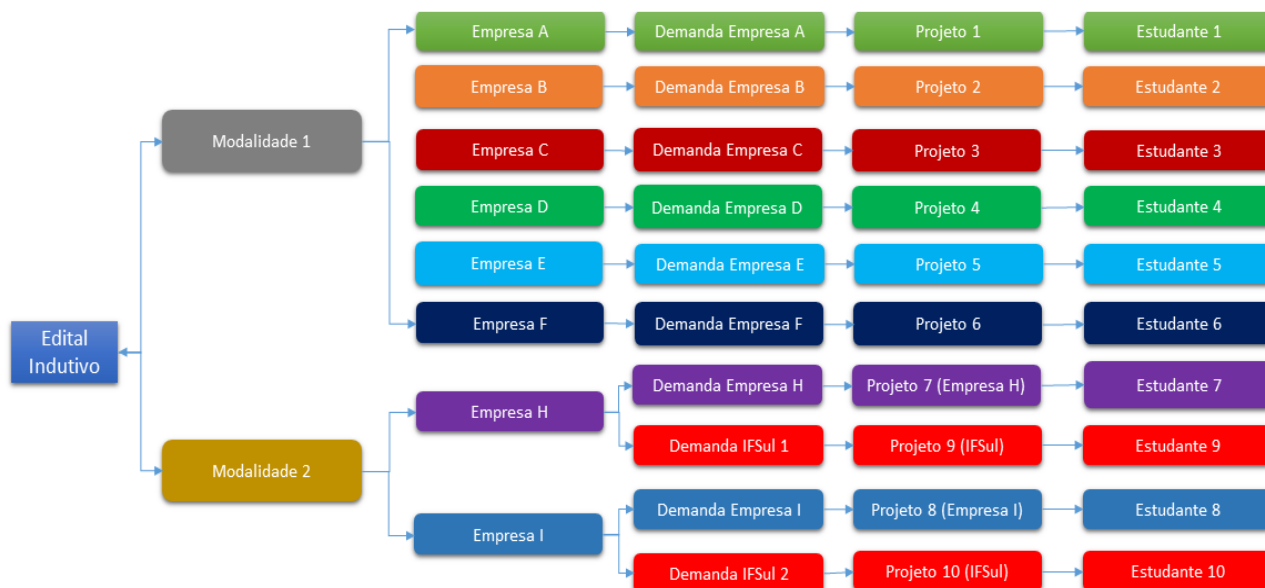 Empresa A
Demanda Empresa A
Projeto 1
Estudante 1
Empresa B
Demanda Empresa B
Projeto 2
Estudante 2
Modalidade 1
Empresa C
Demanda Empresa C
Projeto 3
Estudante 3
Empresa D
Demanda Empresa D
Projeto 4
Estudante 4
Empresa E
Demanda Empresa E
Projeto 5
Estudante 5
Empresa F
Demanda Empresa F
Projeto 6
Estudante 6
Edital
Indutivo
Empresa H
Demanda Empresa H
Projeto 7 (Empresa H)
Estudante 7
Demanda IFSul 1
Projeto 9 (IFSul)
Estudante 9
Modalidade 2
Empresa I
Demanda Empresa I
Projeto 8 (Empresa I)
Estudante 8
Demanda IFSul 2
Projeto 10 (IFSul)
Estudante 10